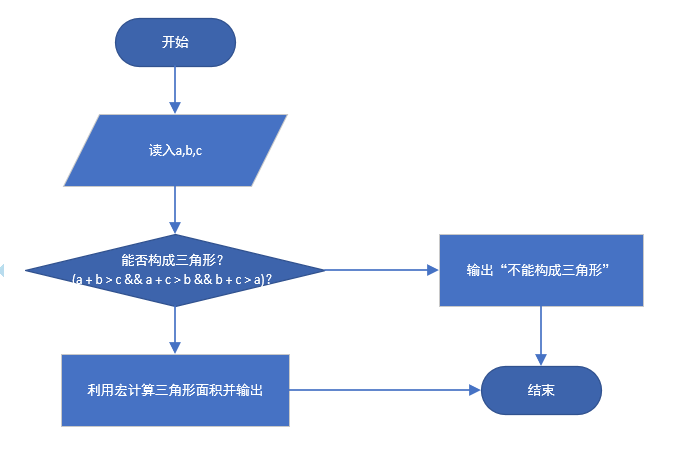 开始
读入a,b,c
能否构成三角形？
(a + b > c && a + c > b && b + c > a)？
输出“不能构成三角形”
利用宏计算三角形面积并输出
结束